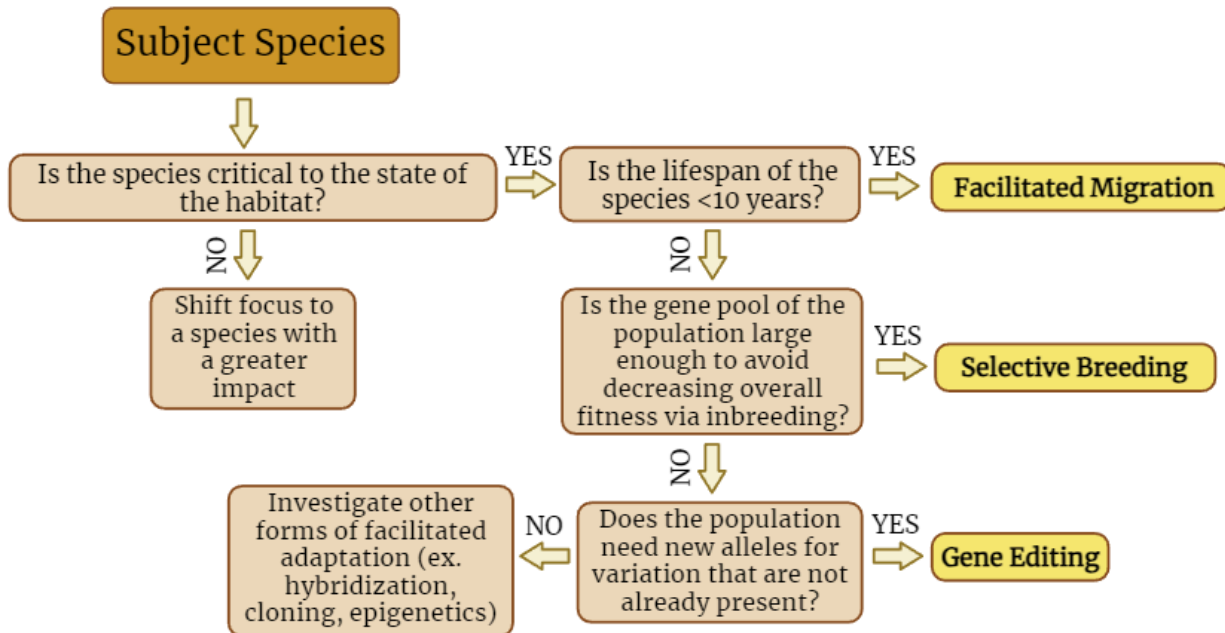 Subject Species
Is the species critical to the state of
the habitat?
YES
Is the lifespan of the
species <10 years?
YES
Facilitated Migration
NO
NO
Shift focus to
a species with
a greater
impact
Is the gene pool of the
population large
enough to avoid
decreasing overall
fitness via inbreeding?
YES
Selective Breeding
NO
Investigate other
forms of facilitated
adaptation (ex.
hybridization,
cloning, epigenetics)
NO
Does the population
need new alleles for
variation that are not
already present?
YES
Gene Editing